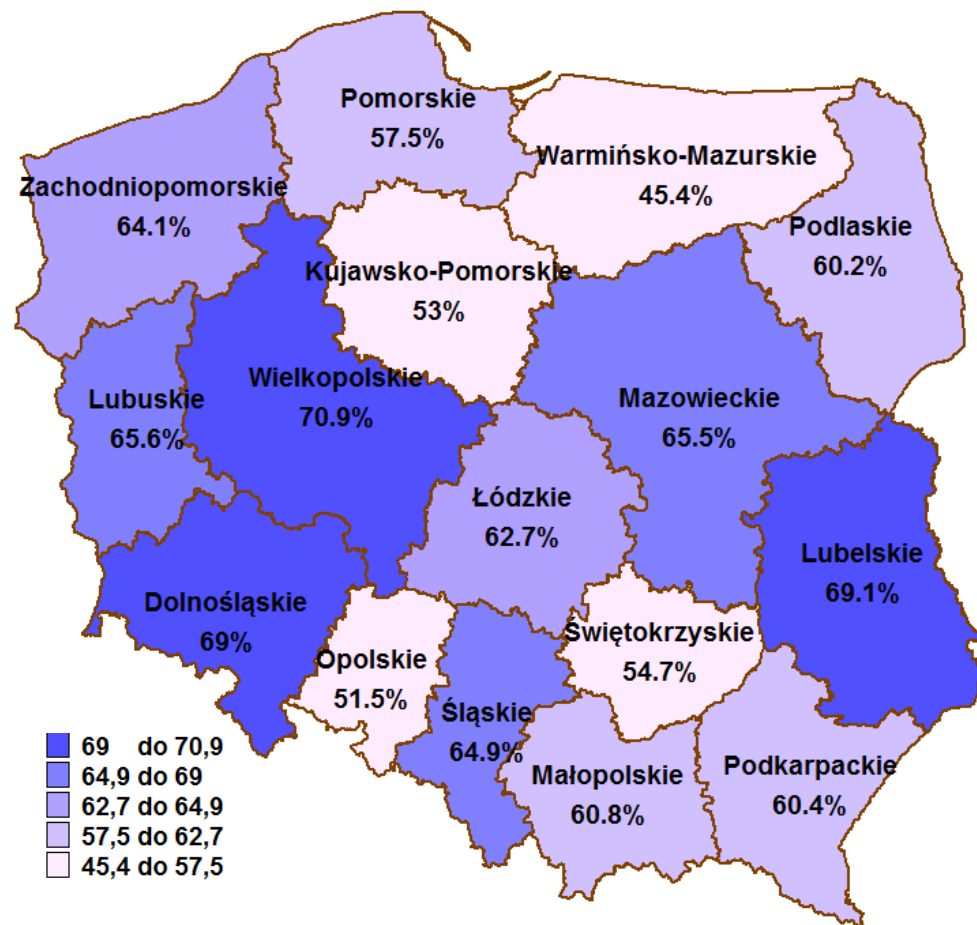 Pomorskie
57.5%
Warmińsko-Mazurskie
45.4%
Zachodniopomorskie
64.1%
Podlaskie
60.2%
Kujawsko-Pomorskie
53%
Wielkopolskie
70.9%
Lubuskie
65.6%
Mazowieckie
65.5%
Łódzkie
62.7%
Lubelskie
69.1%
Dolnośląskie
69%
Opolskie
51.5%
Świętokrzyskie
54.7%
Śląskie
64.9%
Małopolskie
60.8%
Podkarpackie
60.4%
69 do 70,9
64,9 do 69
62,7 do 64,9
57,5 do 62,7
45,4 do 57,5